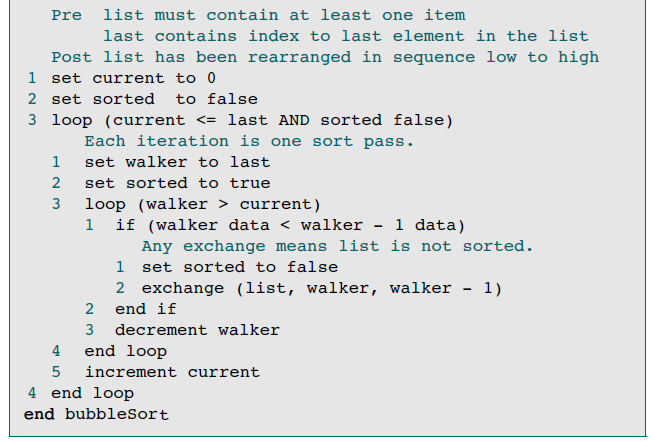 Pre  list must contain at least one item
last contains index to last element in the list
Post list has been rearranged in sequence low to high
1 set current to 0
2 set sorted  to false
3 loop (current <= last AND sorted false)
Each iteration is one sort pass.
1 set walker to last
2 set sorted to true
3 loop (walker > current)
1 if (walker data < walker - 1 data)
Any exchange means list is not sorted.
1 set sorted to false
2 exchange (list, walker, walker - 1)
2 end if
3 decrement walker
4 end loop
5 increment current
4 end loop
end bubbleSort